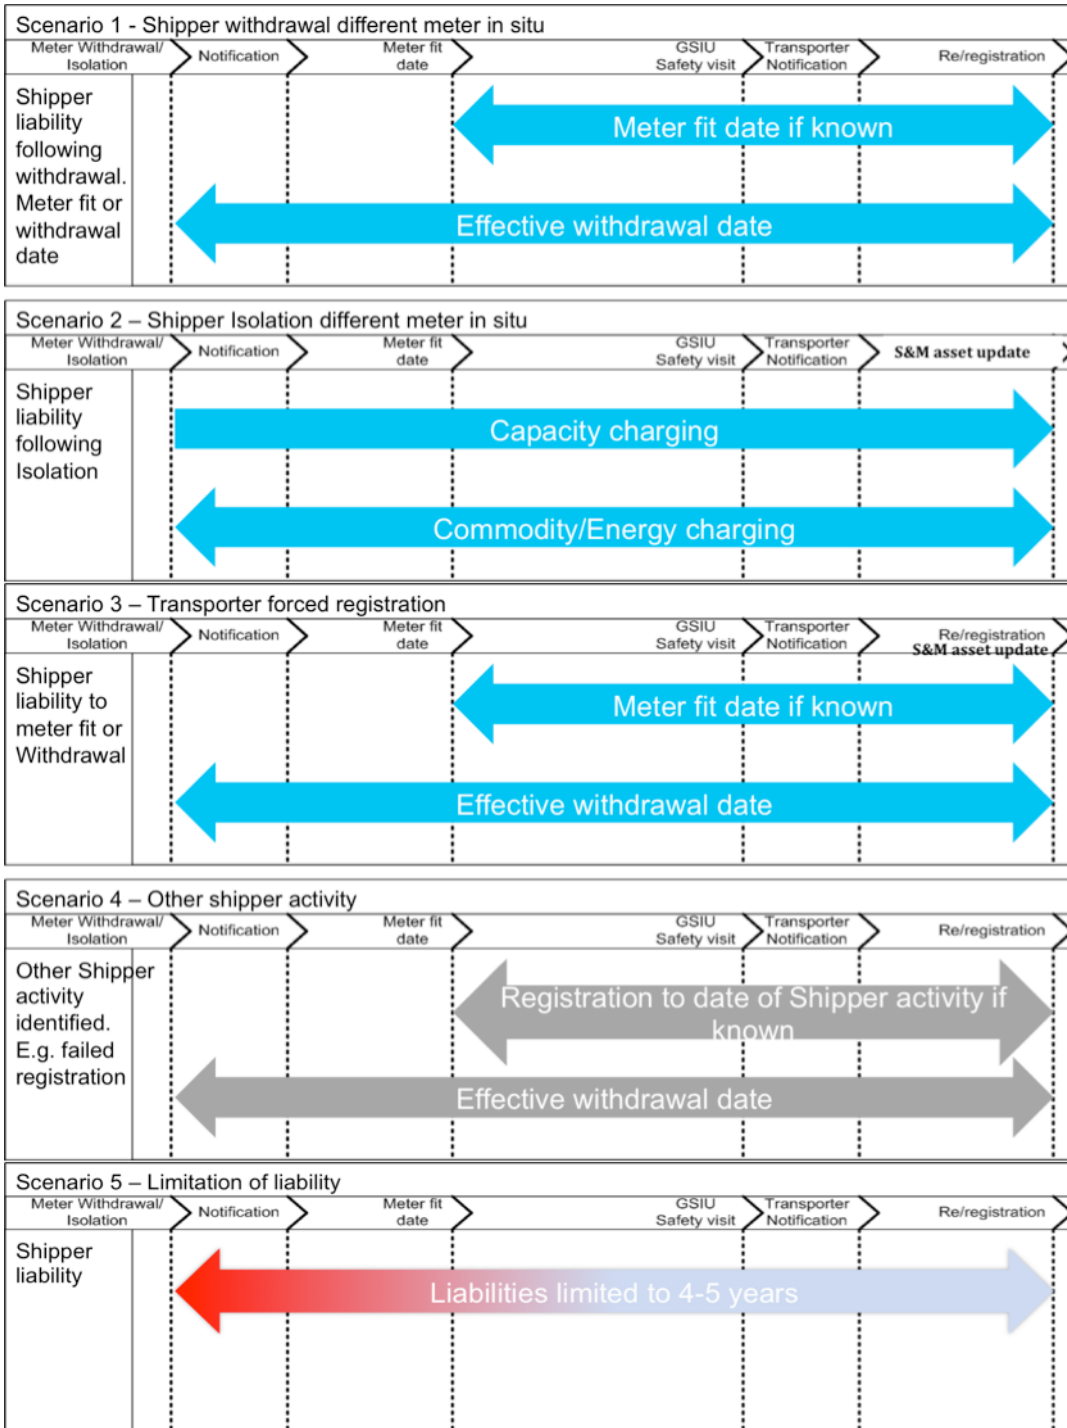 Scenario 1 - Shipper withdrawal different meter in situ
Meter Withdrawal/
Isolation
Notification
Meter fit
date
GSIU
Safety visit
Transporter
Notification
Re/registration
Shipper
liability
following
withdrawal.
Meter fit or
withdrawal
date
Meter fit date if known
Effective withdrawal date
Scenario 2 – Shipper Isolation different meter in situ
Meter Withdrawal/
Isolation
Notification
Meter fit
date
GSIU
Safety visit
Transporter
Notification
S&M asset update
Shipper
liability
following
Isolation
Capacity charging
Commodity/Energy charging
Scenario 3 – Transporter forced registration
Meter Withdrawal/
Isolation
Notification
Meter fit
date
GSIU
Safety visit
Transporter
Notification
Re/registration
S&M asset update
Shipper
liability to
meter fit or
Withdrawal
Meter fit date if known
Effective withdrawal date
Scenario 4 – Other shipper activity
Meter Withdrawal/
Isolation
Notification
Meter fit
date
GSIU
Safety visit
Transporter
Notification
Re/registration
Other Shipper
activity
identified.
E.g. failed
registration
Registration to date of Shipper activity if
known
Effective withdrawal date
Scenario 5 – Limitation of liability
Meter Withdrawal/
Isolation
Notification
Meter fit
date
GSIU
Safety visit
Transporter
Notification
Re/registration
Shipper
liability
Liabilities limited to 4-5 years